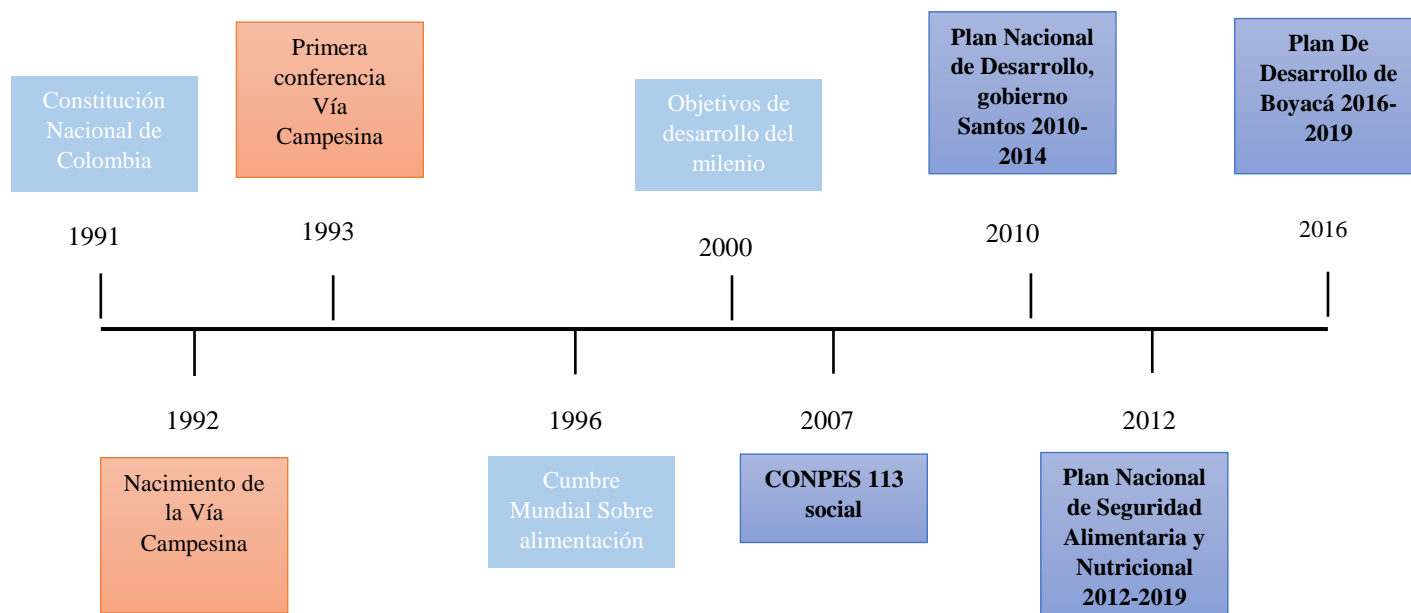 Constitución
Nacional de
Colombia
1991
Primera
conferencia
Vía
Campesina
1993
Objetivos de
desarrollo del
milenio
2000
Plan Nacional
de Desarrollo,
gobierno
Santos 2010-
2014
2010
Plan De
Desarrollo de
Boyacá 2016-
2019
2016
1992
Nacimiento de
la Vía
Campesina
1996
Cumbre
Mundial Sobre
alimentación
2007
CONPES 113
social
2012
Plan Nacional
de Seguridad
Alimentaria y
Nutricional
2012-2019